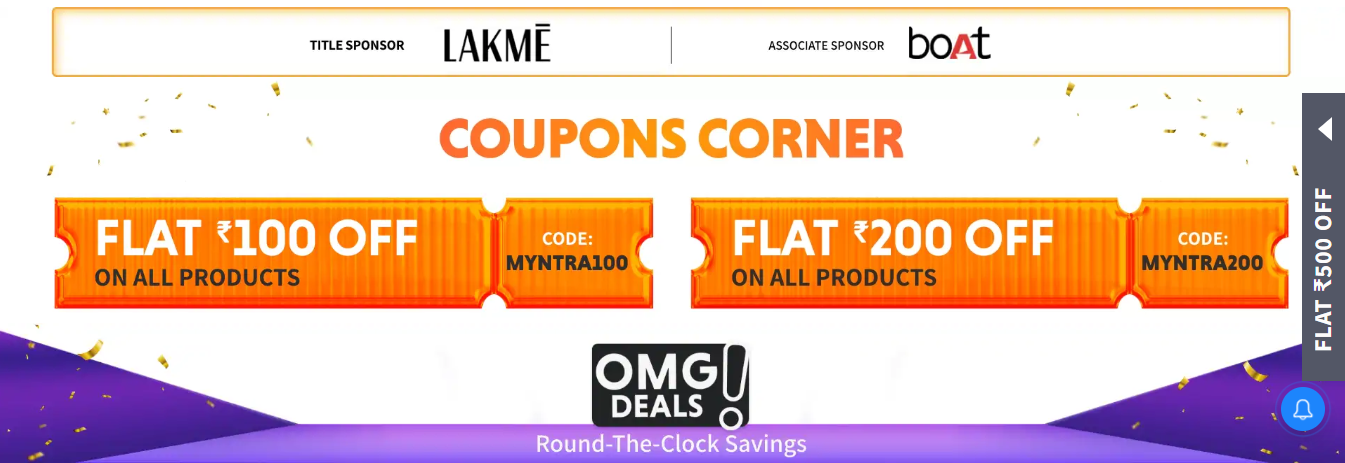 TITLE SPONSOR LAKMĒ ASSOCIATE SPONSOR boAt
COUPONS CORNER
FLAT ₹100 OFF
ON ALL PRODUCTS
CODE:
MYNTRA100
FLAT ₹200 OFF
ON ALL PRODUCTS
CODE:
MYNTRA200
FLAT ₹500 OFF
OMG!
DEALS
Round-The-Clock Savings